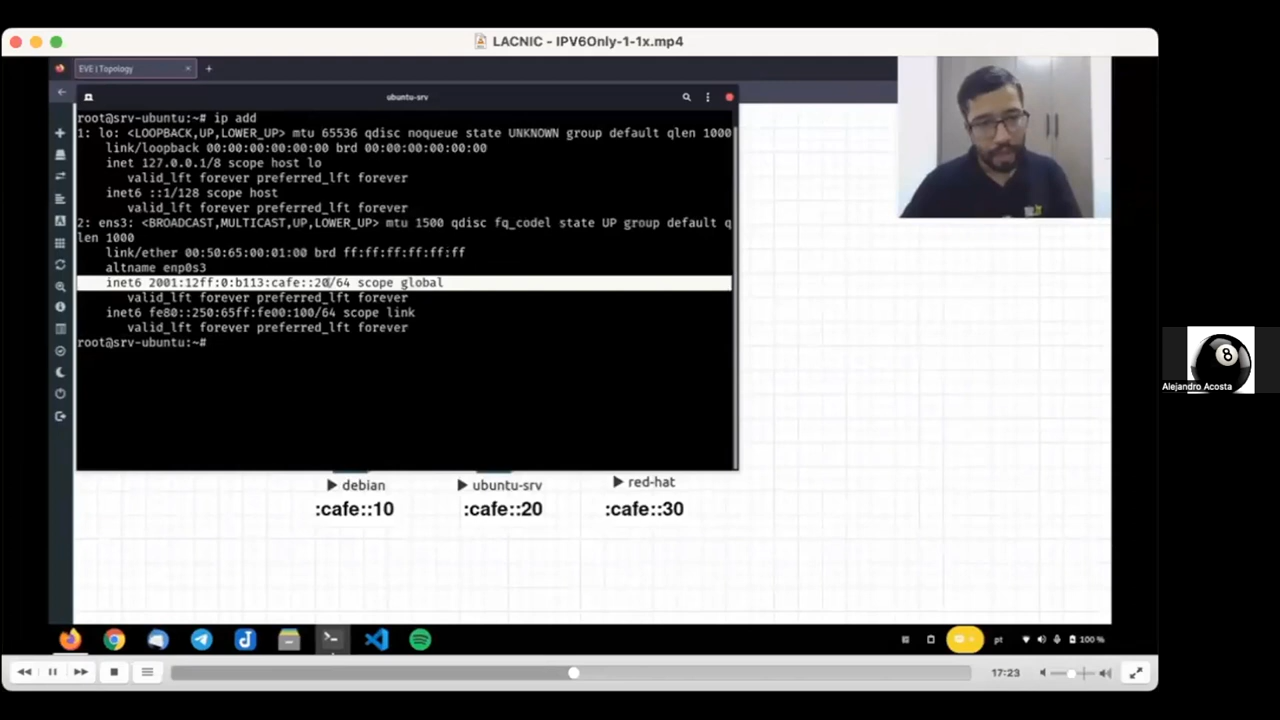 LACNIC - IPV6Only-1-1x.mp4
EVE | Topology
ubuntu-srv
root@srv-ubuntu:~# ip add
1: lo: <LOOPBACK,UP,LOWER_UP> mtu 65536 qdisc noqueue state UNKNOWN group default qlen 1000
link/loopback 00:00:00:00:00:00 brd 00:00:00:00:00:00
inet 127.0.0.1/8 scope host lo
valid_lft forever preferred_lft forever
inet6 ::1/128 scope host
valid_lft forever preferred_lft forever
2: ens3: <BROADCAST,MULTICAST,UP,LOWER_UP> mtu 1500 qdisc fq_codel state UP group default q
len 1000
link/ether 00:50:65:00:01:00 brd ff:ff:ff:ff:ff:ff
altname enp0s3
inet6 2001:12ff:0:b113:cafe::20/64 scope global
valid_lft forever preferred_lft forever
inet6 fe80::250:65ff:fe00:100/64 scope link
valid_lft forever preferred_lft forever
root@srv-ubuntu:~#
debian
ubuntu-srv
red-hat
:cafe::10
:cafe::20
:cafe::30
8
Alejandro Acosta
pt
100 %
17:23